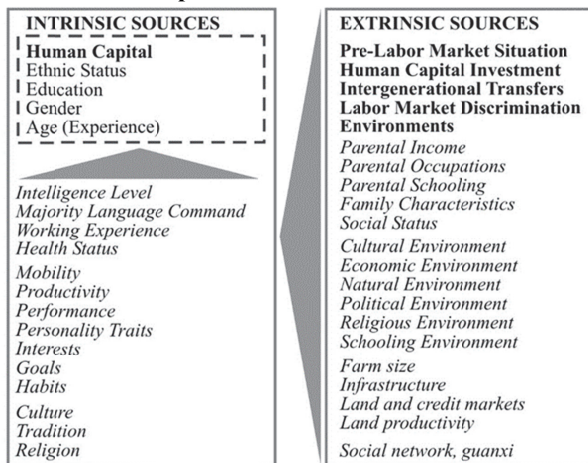 INTRINSIC SOURCES
Human Capital
Ethnic Status
Education
Gender
Age (Experience)
Intelligence Level
Majority Language Command
Working Experience
Health Status
Mobility
Productivity
Performance
Personality Traits
Interests
Goals
Habits
Culture
Tradition
Religion
EXTRINSIC SOURCES
Pre-Labor Market Situation
Human Capital Investment
Intergenerational Transfers
Labor Market Discrimination
Environments
Parental Income
Parental Occupations
Parental Schooling
Family Characteristics
Social Status
Cultural Environment
Economic Environment
Natural Environment
Political Environment
Religious Environment
Schooling Environment
Farm size
Infrastructure
Land and credit markets
Land productivity
Social network, guanxi